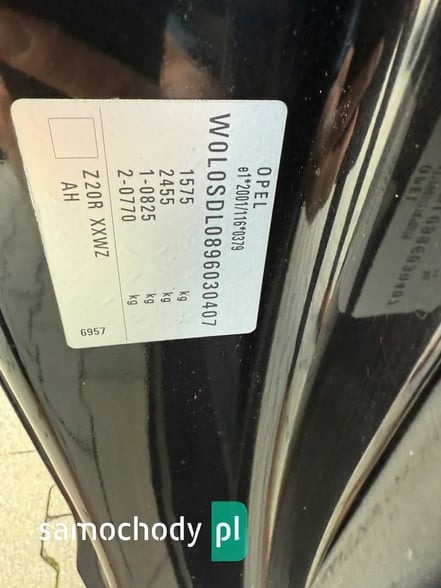 OPEL
e1*2001/116*0379
W0L0SDL0896030407
1575 kg
2455 kg
1-0825 kg
2-0770 kg
Z20R XXWZ
AH
6957
samochody pl